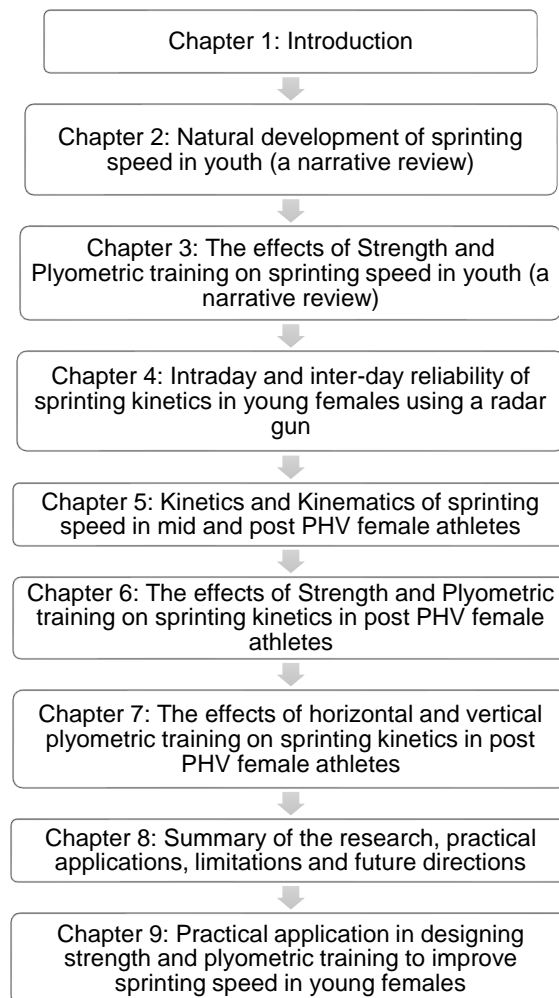 Chapter 1: Introduction
Chapter 2: Natural development of sprinting
speed in youth (a narrative review)
Chapter 3: The effects of Strength and
Plyometric training on sprinting speed in youth (a
narrative review)
Chapter 4: Intraday and inter-day reliability of
sprinting kinetics in young females using a radar
gun
Chapter 5: Kinetics and Kinematics of sprinting
speed in mid and post PHV female athletes
Chapter 6: The effects of Strength and Plyometric
training on sprinting kinetics in post PHV female
athletes
Chapter 7: The effects of horizontal and vertical
plyometric training on sprinting kinetics in post
PHV female athletes
Chapter 8: Summary of the research, practical
applications, limitations and future directions
Chapter 9: Practical application in designing
strength and plyometric training to improve
sprinting speed in young females